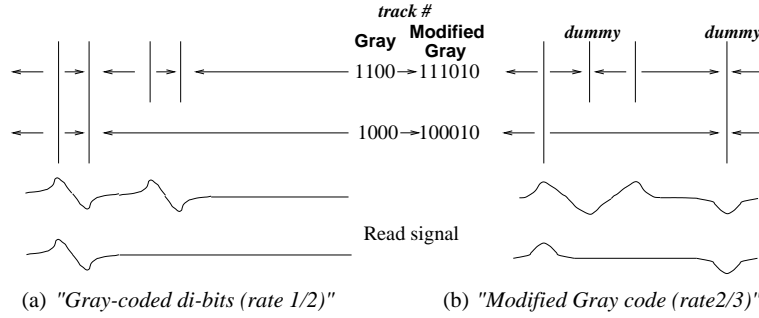 track #
Gray Modified Gray
dummy dummy
1100 111010
1000 100010
Read signal
(a) "Gray-coded di-bits (rate 1/2)" (b) "Modified Gray code (rate2/3)"